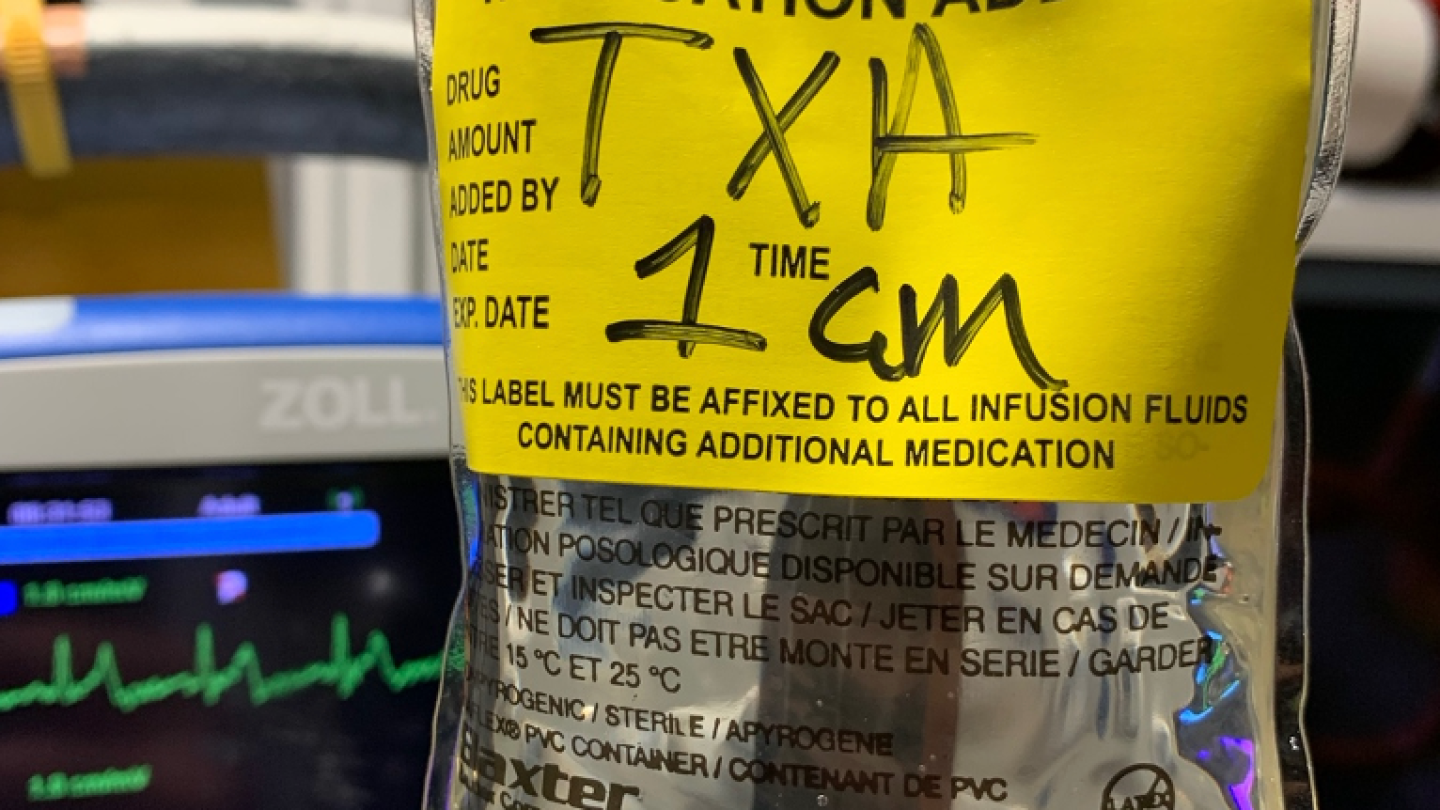 DRUG TXA
AMOUNT
ADDED BY
DATE TIME
EXP. DATE 1 GM
LABEL MUST BE AFFIXED TO ALL INFUSION FLUIDS
CONTAINING ADDITIONAL MEDICATION
ZOLL
TEL QUE PRESCRIT PAR LE MEDECIN / IN-
POSOLOGIQUE DISPONIBLE SUR DEMANDE
ET INSPECTER LE SAC / JETER EN CAS DE
/ NE DOIT PAS ETRE MONTE EN SERIE / GARDER
15 °C ET 25 °C
/ STERILE / APYROGENE
PVC CONTAINER / CONTENANT DE PVC
Baxter
LATEX